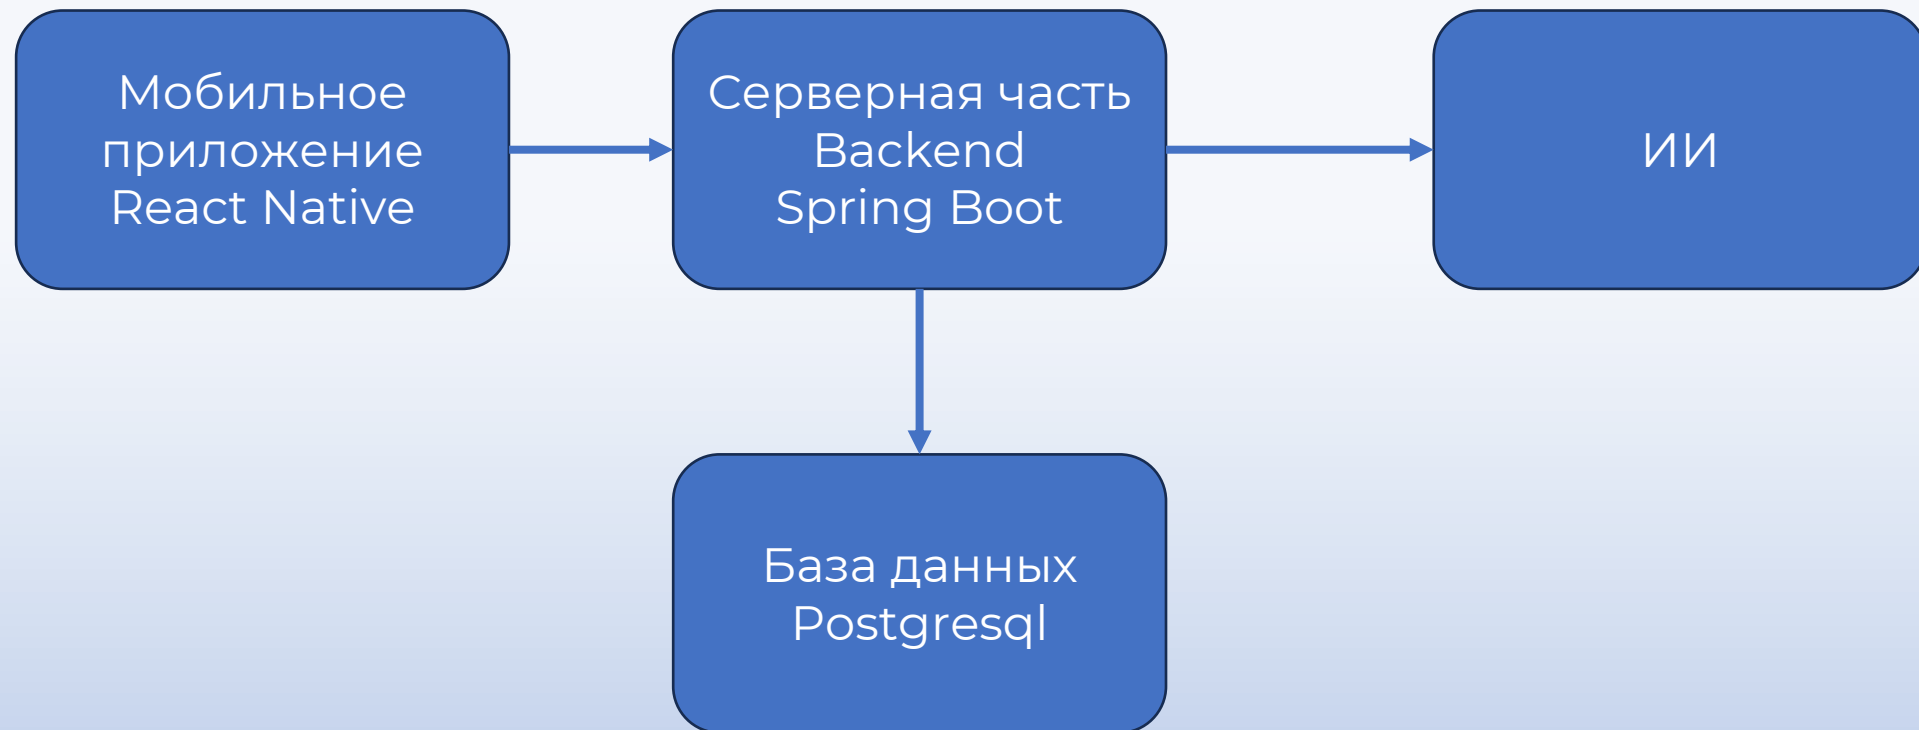 Мобильное
приложение
React Native
Серверная часть
Backend
Spring Boot
ИИ
База данных
Postgresql